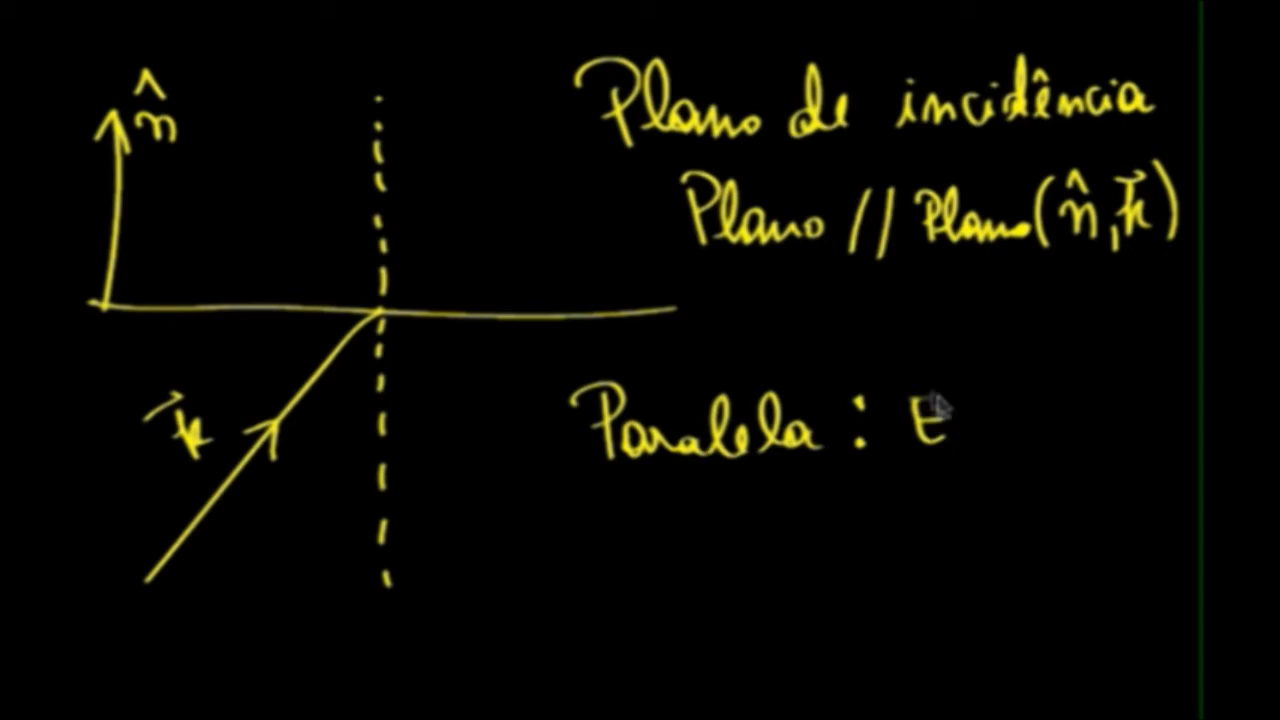 n̂
Plano de incidência
Plano // Plano(n̂, k⃗)
k⃗
Paralela : E